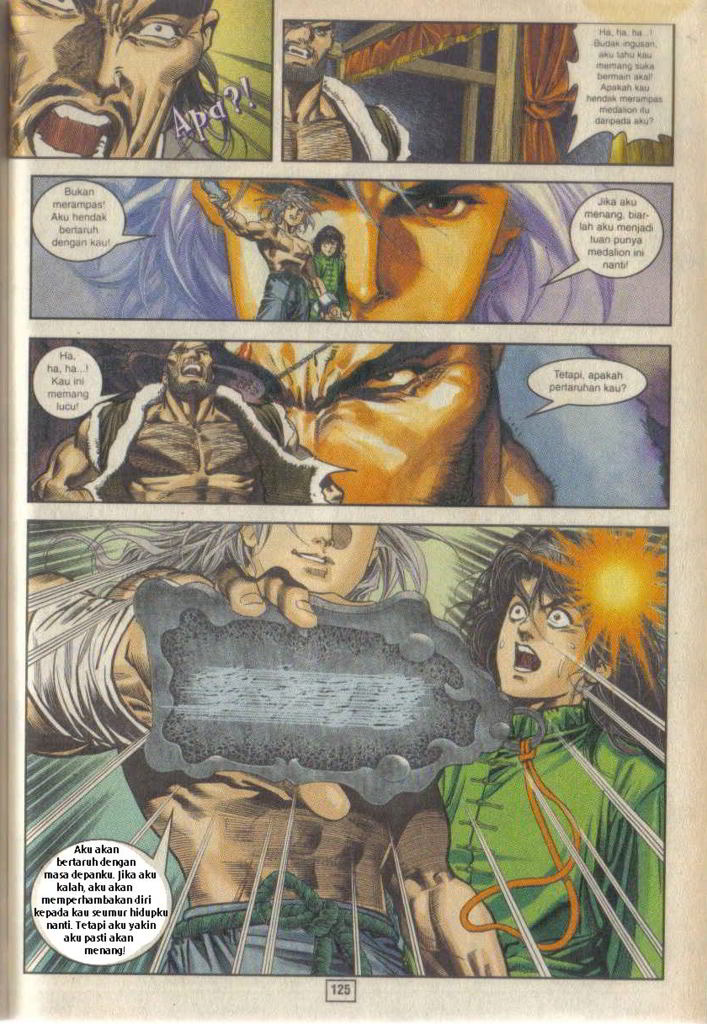 Apa?!
Ha, ha, ha...!
Budak ingusan,
aku tahu kau
memang suka
bermain akal!
Apakah kau
hendak merampas
medalion itu
daripada aku?
Bukan
merampas!
Aku hendak
bertaruh
dengan kau!
Jika aku
menang, biar-
lah aku menjadi
tuan punya
medalion ini
nanti!
Ha,
ha, ha...!
Kau ini
memang
lucu!
Tetapi, apakah
pertaruhan kau?
Aku akan
bertaruh dengan
masa depanku. Jika aku
kalah, aku akan
memperhambakan diri
kepada kau seumur hidupku
nanti. Tetapi aku yakin
aku pasti akan
menang!
125